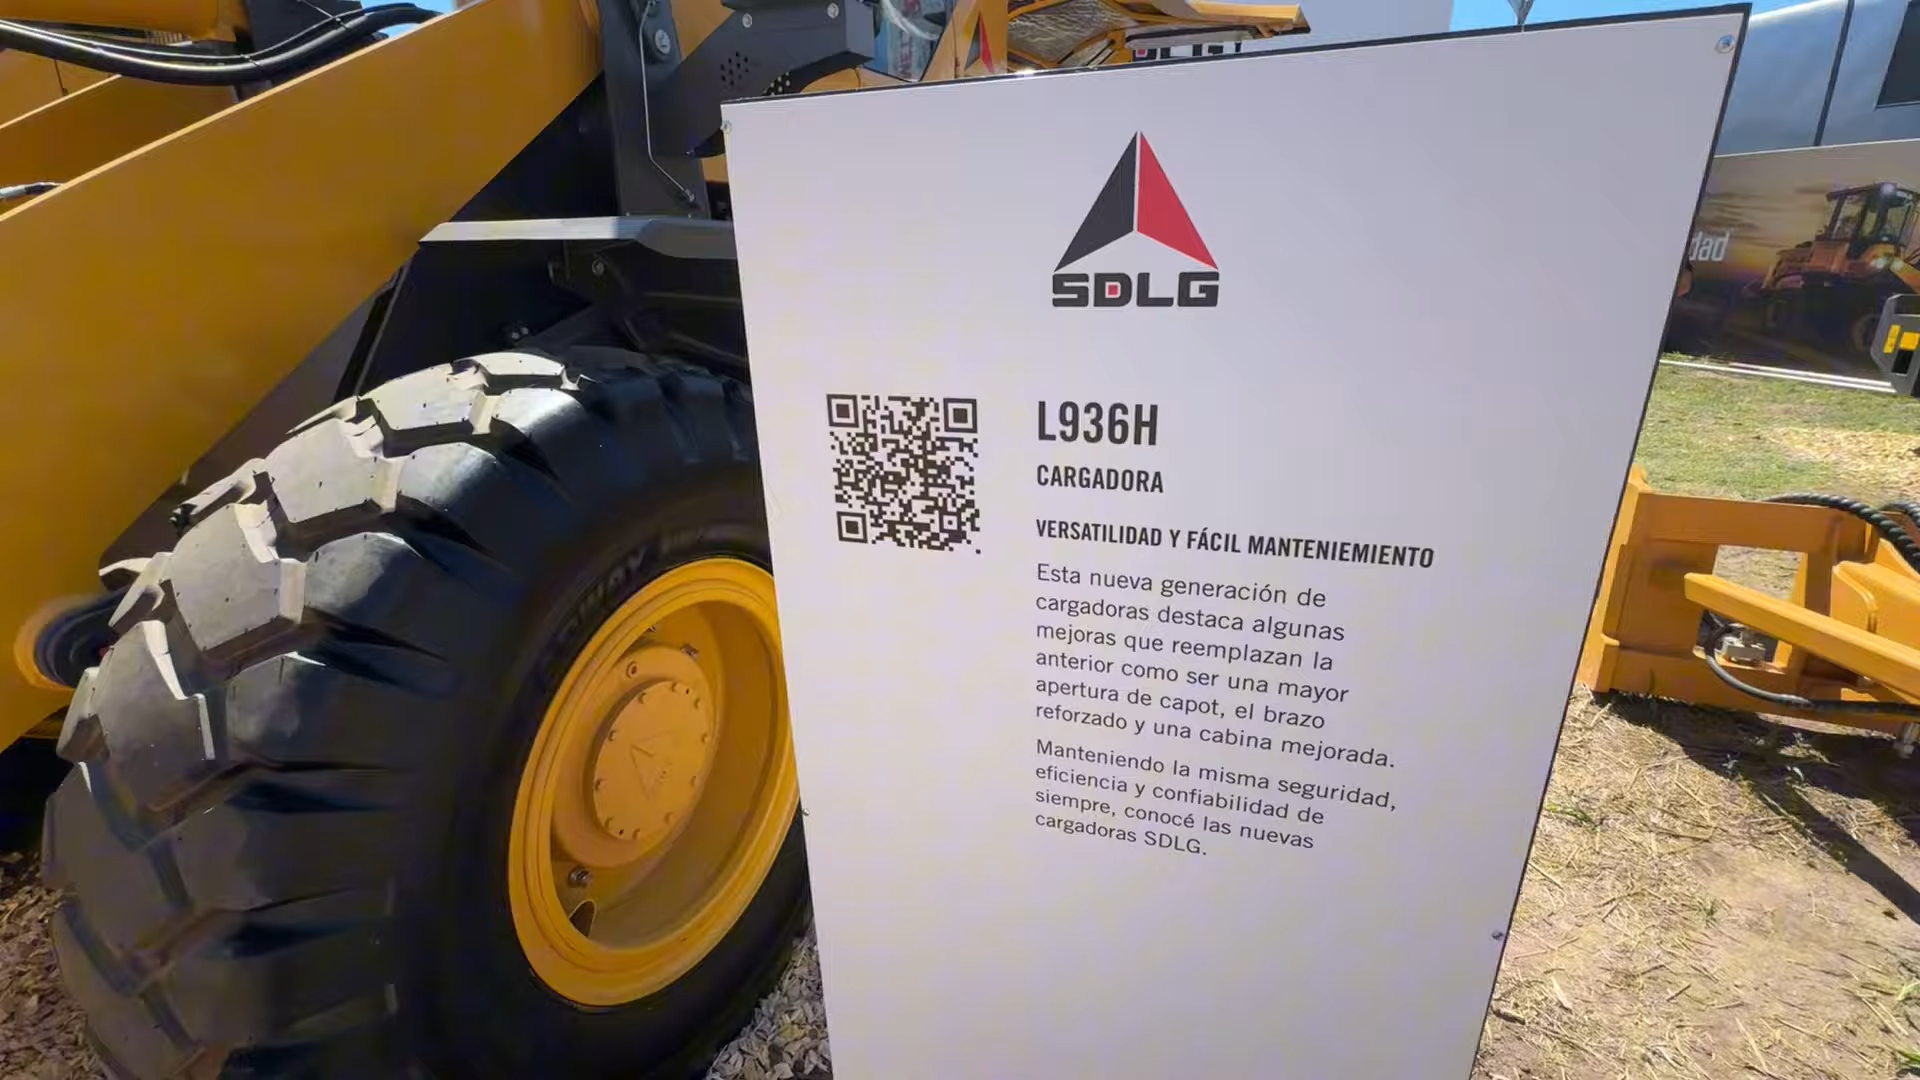 SDLG
L936H
CARGADORA
VERSATILIDAD Y FÁCIL MANTENIEMIENTO
Esta nueva generación de
cargadoras destaca algunas
mejoras que reemplazan la
anterior como ser una mayor
apertura de capot, el brazo
reforzado y una cabina mejorada.
Manteniendo la misma seguridad,
eficiencia y confiabilidad de
siempre, conocé las nuevas
cargadoras SDLG.
dad